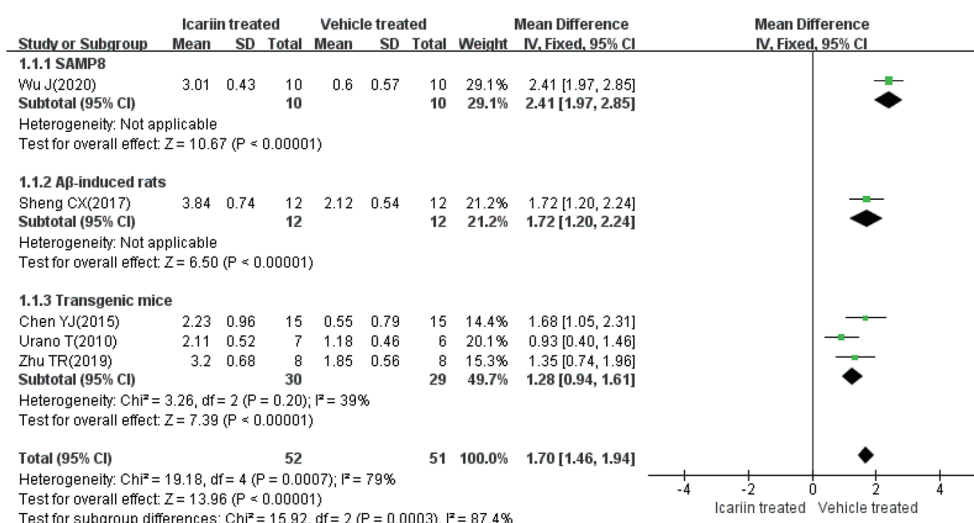 Icariin treated Vehicle treated Mean Difference Mean Difference
Study or Subgroup Mean SD Total Mean SD Total Weight IV, Fixed, 95% CI IV, Fixed, 95% CI
1.1.1 SAMP8
Wu J(2020) 3.01 0.43 10 0.6 0.57 10 29.1% 2.41 [1.97, 2.85]
Subtotal (95% CI) 10 10 29.1% 2.41 [1.97, 2.85]
Heterogeneity: Not applicable
Test for overall effect: Z = 10.67 (P < 0.00001)
1.1.2 Aβ-induced rats
Sheng CX(2017) 3.84 0.74 12 2.12 0.54 12 21.2% 1.72 [1.20, 2.24]
Subtotal (95% CI) 12 12 21.2% 1.72 [1.20, 2.24]
Heterogeneity: Not applicable
Test for overall effect: Z = 6.50 (P < 0.00001)
1.1.3 Transgenic mice
Chen YJ(2015) 2.23 0.96 15 0.55 0.79 15 14.4% 1.68 [1.05, 2.31]
Urano T(2010) 2.11 0.52 7 1.18 0.46 6 20.1% 0.93 [0.40, 1.46]
Zhu TR(2019) 3.2 0.68 8 1.85 0.56 8 15.3% 1.35 [0.74, 1.96]
Subtotal (95% CI) 30 29 49.7% 1.28 [0.94, 1.61]
Heterogeneity: Chi² = 3.26, df = 2 (P = 0.20); I² = 39%
Test for overall effect: Z = 7.39 (P < 0.00001)
Total (95% CI) 52 51 100.0% 1.70 [1.46, 1.94]
Heterogeneity: Chi² = 19.18, df = 4 (P = 0.0007); I² = 79%
Test for overall effect: Z = 13.96 (P < 0.00001)
Test for subgroup differences: Chi² = 15.92, df = 2 (P = 0.0003), I² = 87.4%
-4 -2 0 2 4
Icariin treated Vehicle treated